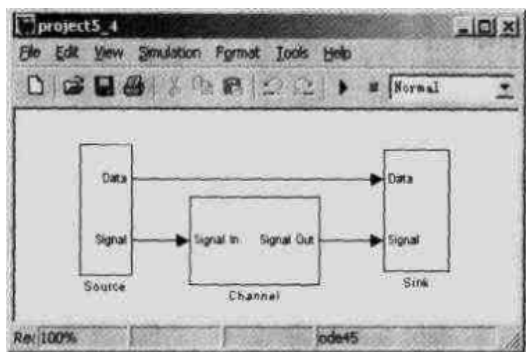 project5_4
File Edit View Simulation Format Tools Help
Normal
Data Data
Signal Signal In Signal Out Signal
Source Channel Sink
100% ode45